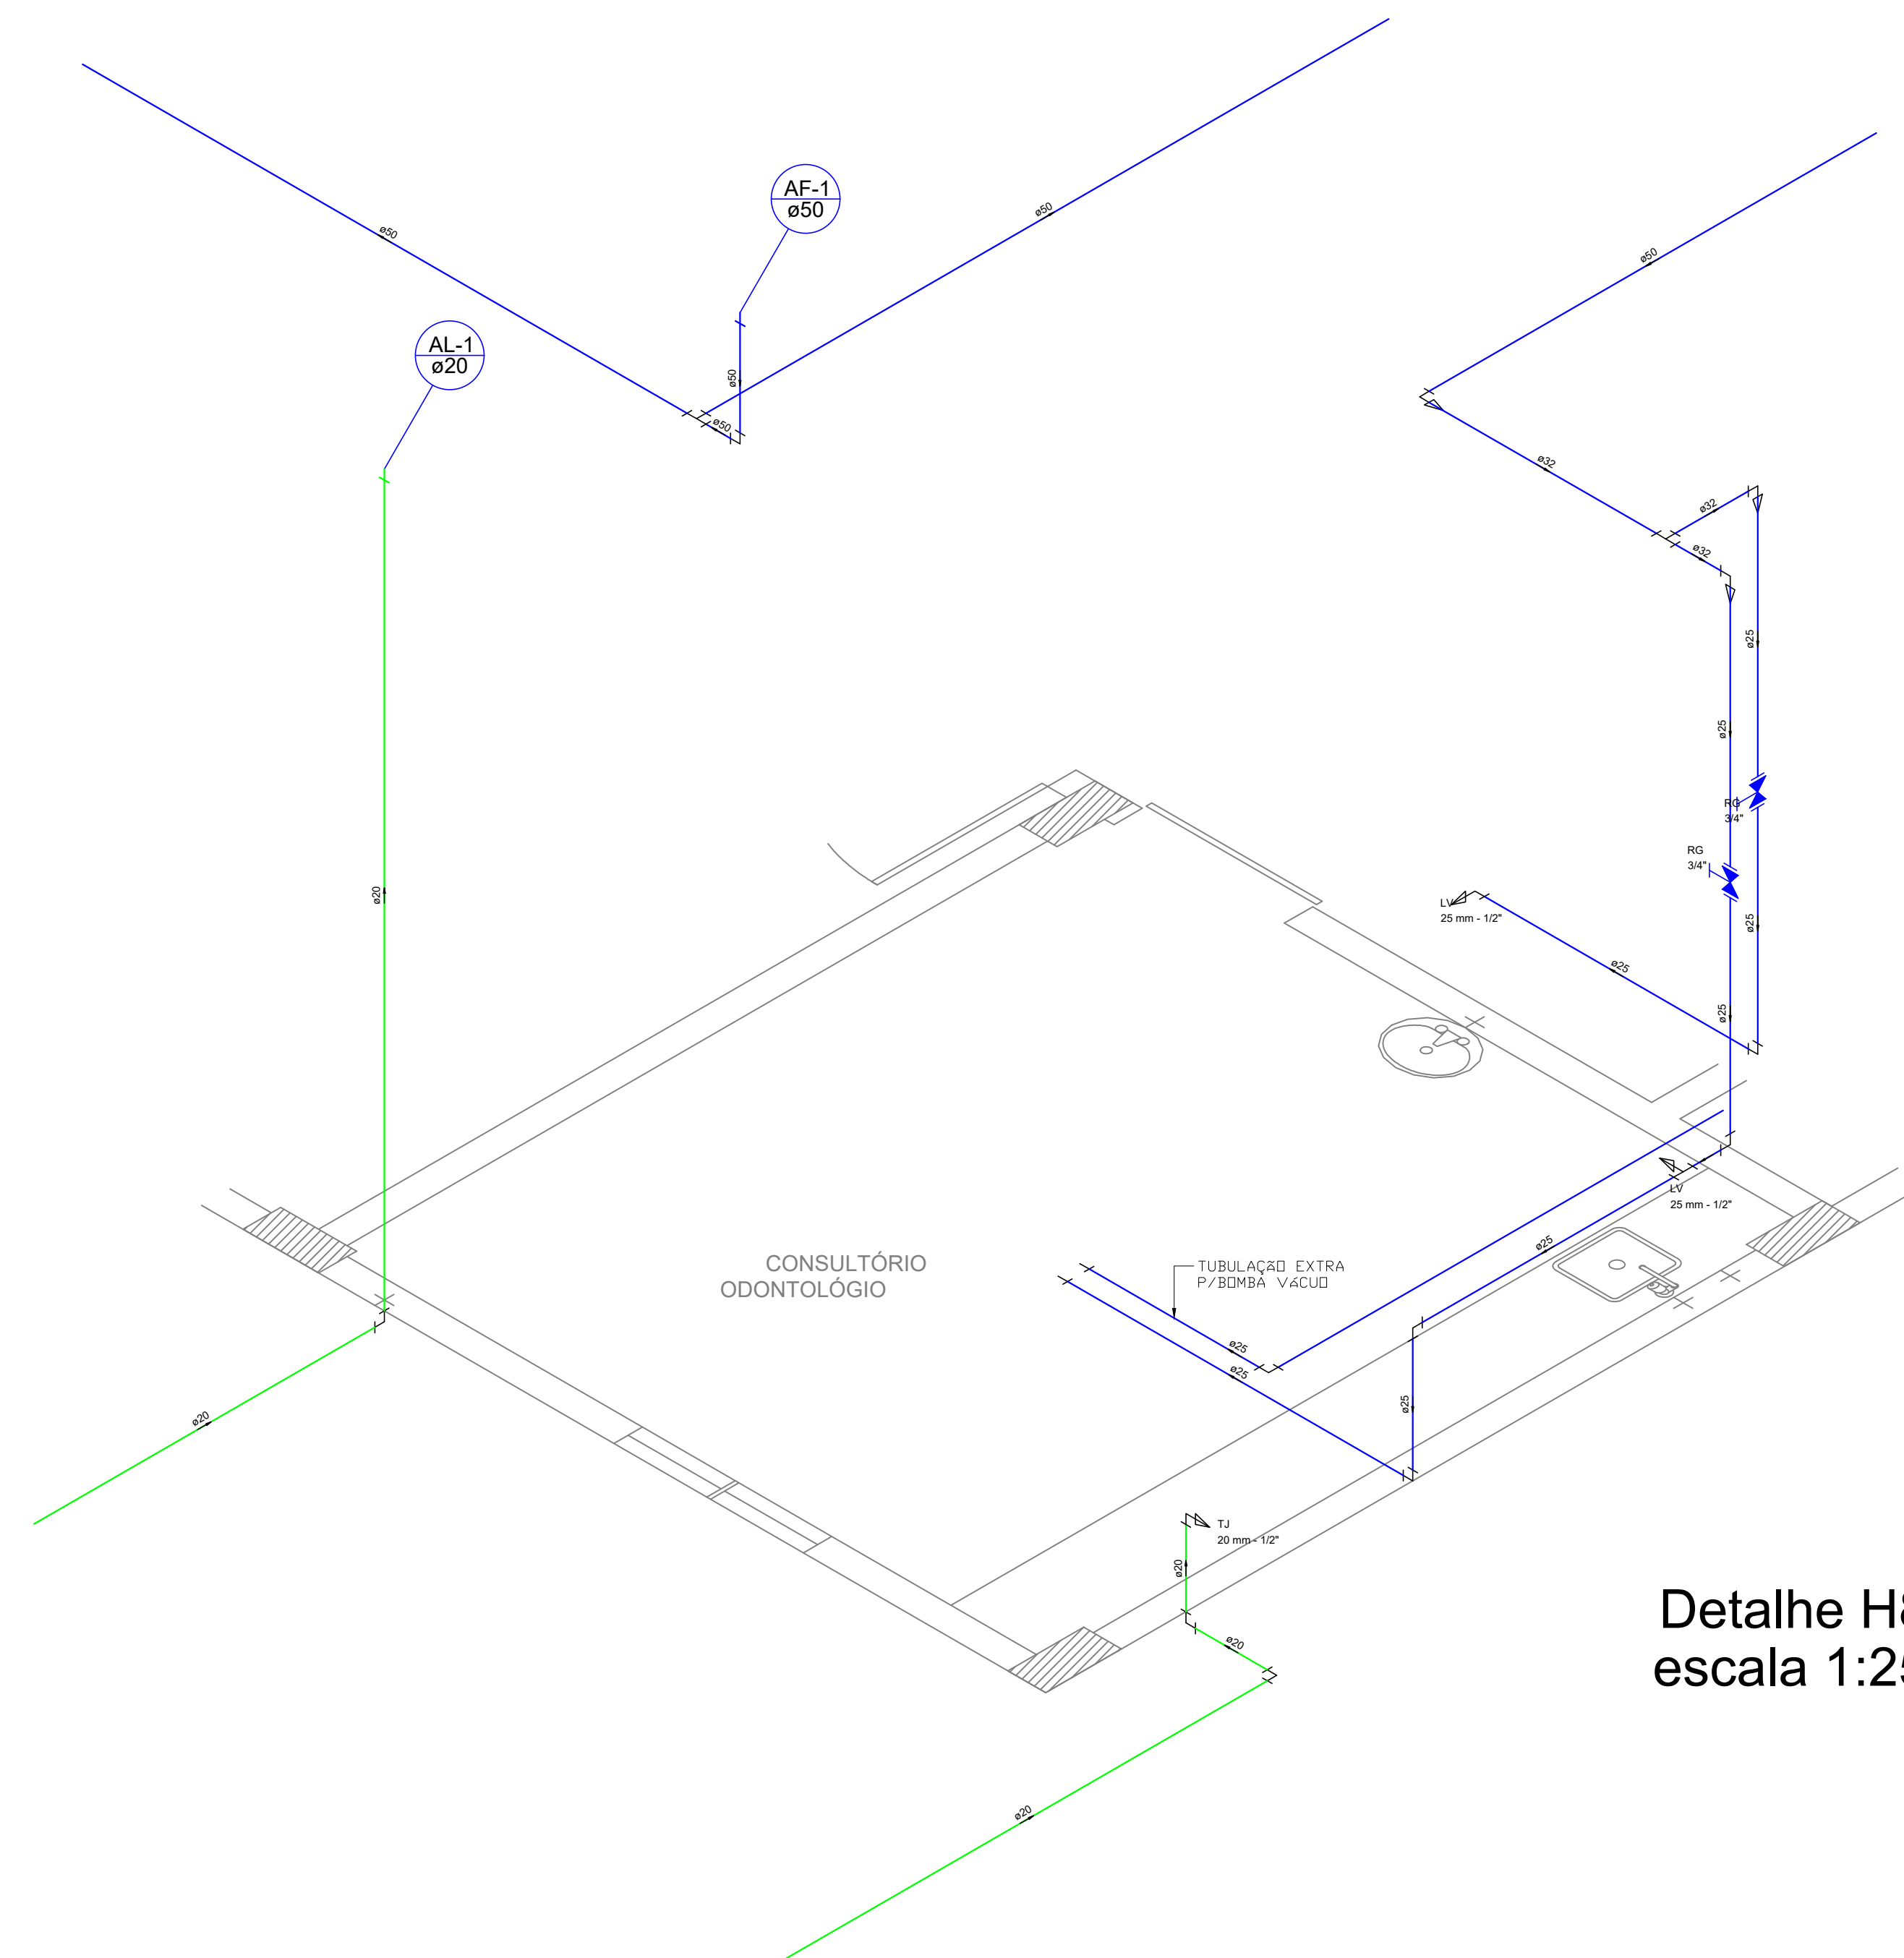 AF-1
ø50
ø50
ø50
ø50
AL-1
ø20
ø50
ø50
ø32
ø32
ø32
ø25
ø25
RG
3/4"
RG
3/4"
ø20
LV
25 mm - 1/2"
ø25
ø25
ø25
LV
25 mm - 1/2"
ø25
CONSULTÓRIO
ODONTOLÓGIO
TUBULAÇãO EXTRA
P/BOMBA VáCUO
ø25
ø25
ø25
ø20
TJ
20 mm - 1/2"
ø20
ø20
ø20
Detalhe H8
escala 1:25